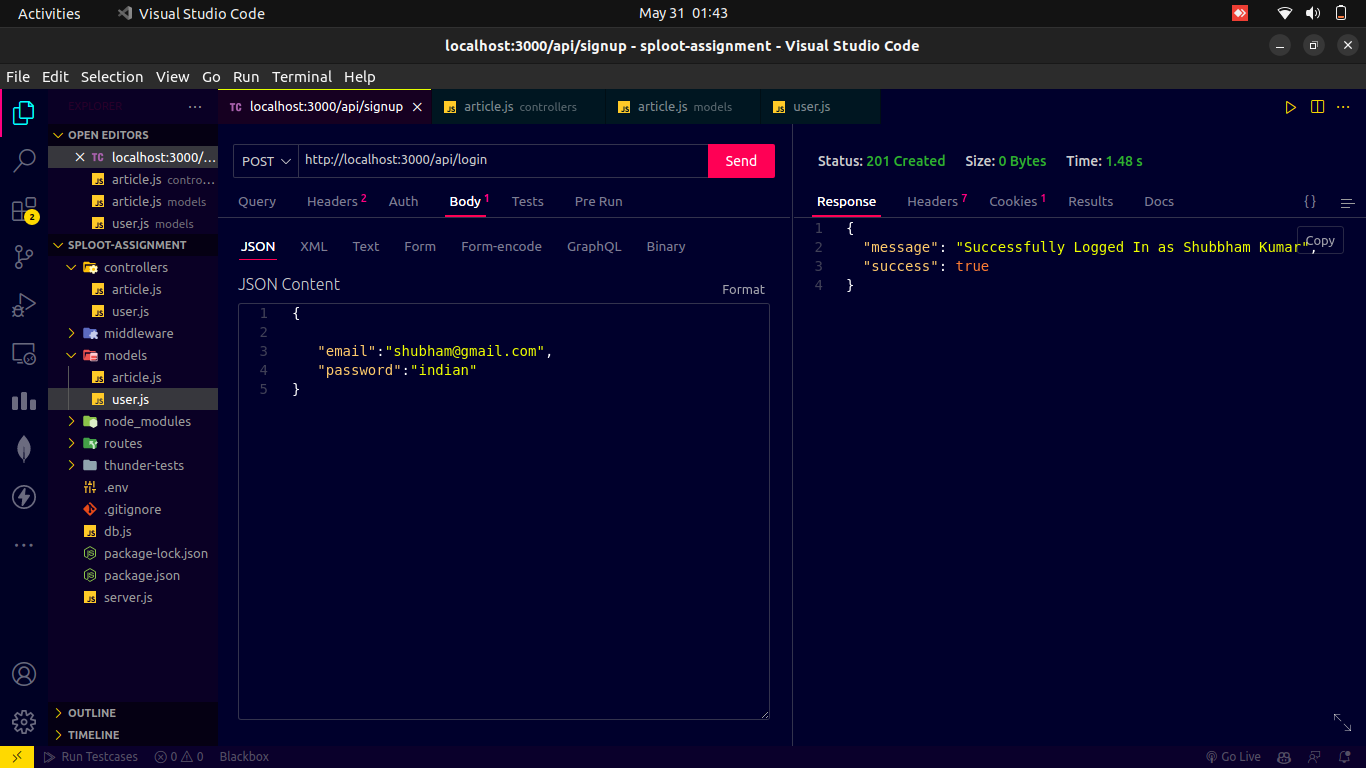 Activities Visual Studio Code May 31 01:43
localhost:3000/api/signup - sploot-assignment - Visual Studio Code
File Edit Selection View Go Run Terminal Help
EXPLORER ...
TC localhost:3000/api/signup JS article.js controllers JS article.js models JS user.js
OPEN EDITORS
TC localhost:3000/...
JS article.js contro...
JS article.js models
JS user.js models
2
SPLOOT-ASSIGNMENT
controllers
JS article.js
JS user.js
middleware
models
JS article.js
JS user.js
node_modules
routes
thunder-tests
.env
.gitignore
JS db.js
package-lock.json
package.json
JS server.js
OUTLINE
TIMELINE
POST http://localhost:3000/api/login Send
Query Headers 2 Auth Body 1 Tests Pre Run
JSON XML Text Form Form-encode GraphQL Binary
JSON Content Format
1 {
2
3 "email":"shubham@gmail.com",
4 "password":"indian"
5 }
Status: 201 Created Size: 0 Bytes Time: 1.48 s
Response Headers 7 Cookies 1 Results Docs {}
1 {
2 "message": "Successfully Logged In as Shubbham Kumar",
Copy
3 "success": true
4 }
Run Testcases 0 0 Blackbox Go Live